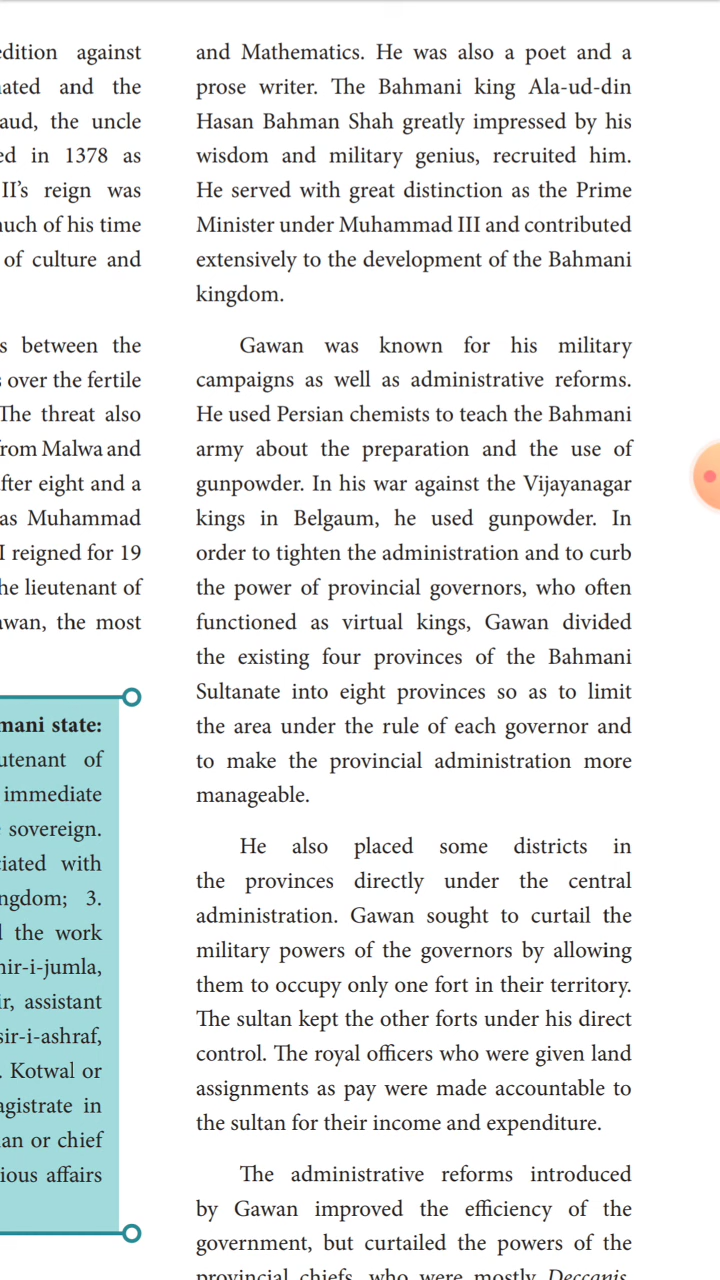 edition against
nated and the
aud, the uncle
ed in 1378 as
II’s reign was
much of his time
of culture and
s between the
s over the fertile
The threat also
from Malwa and
after eight and a
as Muhammad
I reigned for 19
he lieutenant of
awan, the most
mani state:
utenant of
immediate
sovereign.
ciated with
ngdom; 3.
the work
mir-i-jumla,
ir, assistant
sir-i-ashraf,
. Kotwal or
agistrate in
an or chief
ious affairs
and Mathematics. He was also a poet and a
prose writer. The Bahmani king Ala-ud-din
Hasan Bahman Shah greatly impressed by his
wisdom and military genius, recruited him.
He served with great distinction as the Prime
Minister under Muhammad III and contributed
extensively to the development of the Bahmani
kingdom.
Gawan was known for his military
campaigns as well as administrative reforms.
He used Persian chemists to teach the Bahmani
army about the preparation and the use of
gunpowder. In his war against the Vijayanagar
kings in Belgaum, he used gunpowder. In
order to tighten the administration and to curb
the power of provincial governors, who often
functioned as virtual kings, Gawan divided
the existing four provinces of the Bahmani
Sultanate into eight provinces so as to limit
the area under the rule of each governor and
to make the provincial administration more
manageable.
He also placed some districts in
the provinces directly under the central
administration. Gawan sought to curtail the
military powers of the governors by allowing
them to occupy only one fort in their territory.
The sultan kept the other forts under his direct
control. The royal officers who were given land
assignments as pay were made accountable to
the sultan for their income and expenditure.
The administrative reforms introduced
by Gawan improved the efficiency of the
government, but curtailed the powers of the
provincial chiefs, who were mostly Deccanis.